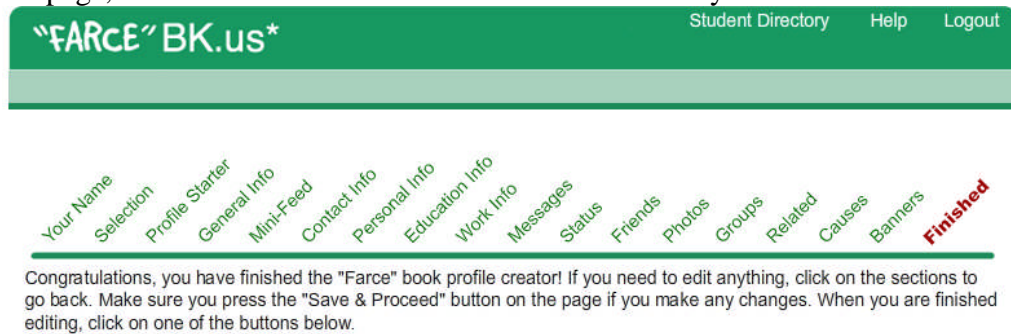 "FARCE" BK.us*
Student Directory Help Logout
Your Name
Selection
Profile Starter
General Info
Mini-Feed
Contact Info
Personal Info
Education Info
Work Info
Messages
Status
Friends
Photos
Groups
Related
Causes
Banners
Finished
Congratulations, you have finished the "Farce" book profile creator! If you need to edit anything, click on the sections to
go back. Make sure you press the "Save & Proceed" button on the page if you make any changes. When you are finished
editing, click on one of the buttons below.